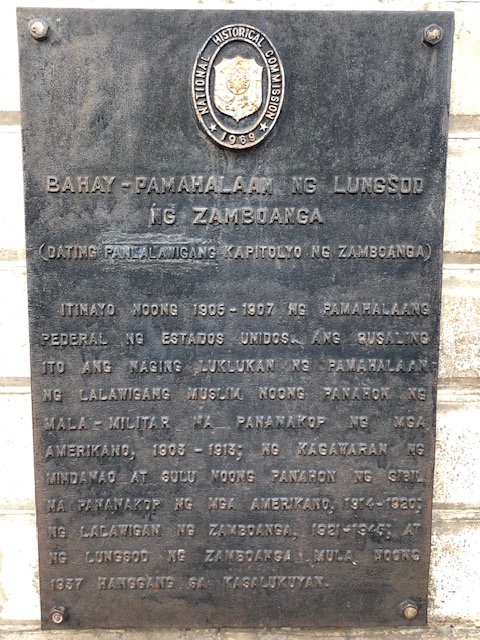 NATIONAL HISTORICAL COMMISSION
1969
BAHAY-PAMAHALAAN NG LUNGSOD
NG ZAMBOANGA
(DATING PANLALAWIGANG KAPITOLYO NG ZAMBOANGA)
ITINAYO NOONG 1905-1907 NG PAMAHALAANG
PEDERAL NG ESTADOS UNIDOS. ANG GUSALING
ITO ANG NAGING LUKLUKAN NG PAMAHALAAN
NG LALAWIGANG MUSLIM NOONG PANAHON NG
MALA-MILITAR NA PANANAKOP NG MGA
AMERIKANO, 1903-1913; NG KAGAWARAN NG
MINDANAO AT SULU NOONG PANAHON NG SIBIL
NA PANANAKOP NG MGA AMERIKANO, 1914-1920;
NG LALAWIGAN NG ZAMBOANGA, 1921-1945; AT
NG LUNGSOD NG ZAMBOANGA MULA NOONG
1937 HANGGANG SA KASALUKUYAN.